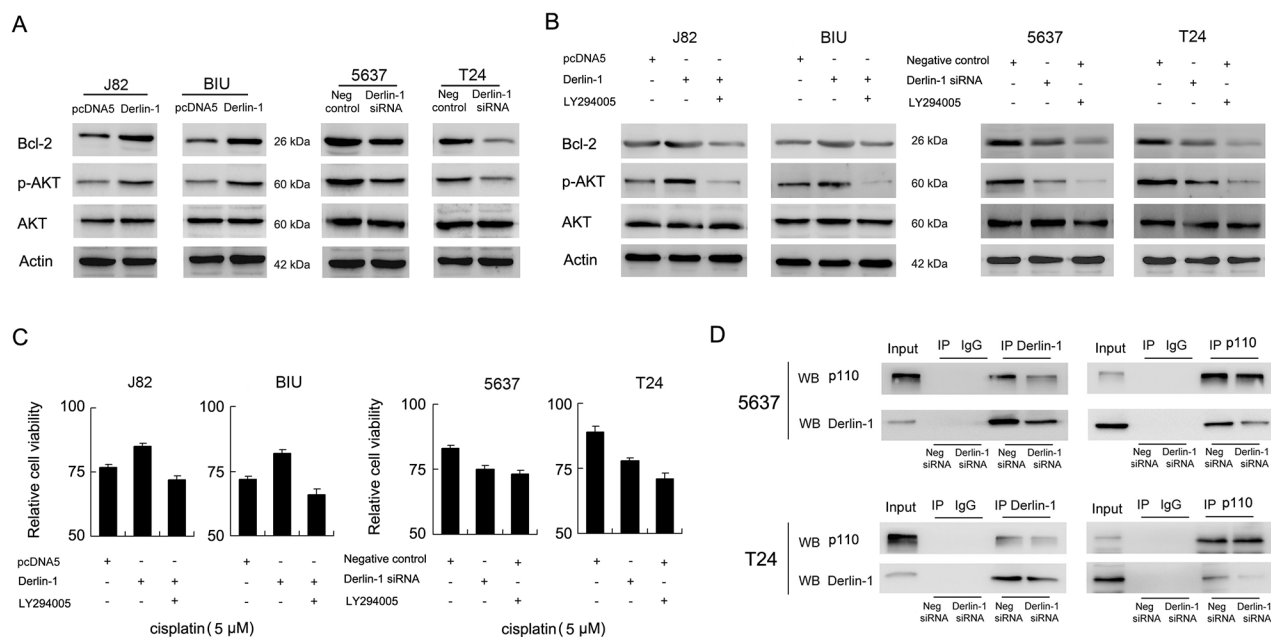 A
J82
BIU
5637
T24
pcDNA5 Derlin-1
pcDNA5 Derlin-1
Neg control
Derlin-1 siRNA
Neg control
Derlin-1 siRNA
Bcl-2
26 kDa
p-AKT
60 kDa
AKT
60 kDa
Actin
42 kDa
B
J82
BIU
5637
T24
pcDNA5 + - - + - -
Negative control + - + + - +
Derlin-1 - + + - + +
Derlin-1 siRNA - + - - + -
LY294005 - - + - - +
LY294005 - - + - - +
Bcl-2
26 kDa
p-AKT
60 kDa
AKT
60 kDa
Actin
42 kDa
C
J82
BIU
5637
T24
Relative cell viability
100
75
50
100
75
50
Relative cell viability
100
75
50
100
75
50
pcDNA5 + - - + - -
Derlin-1 - + + - + +
LY294005 - - + - - +
cisplatin ( 5 µM)
Negative control + - + + - +
Derlin-1 siRNA - + - - + -
LY294005 - - + - - +
cisplatin ( 5 µM)
D
5637
Input
IP IgG
IP Derlin-1
Input
IP IgG
IP p110
WB p110
WB Derlin-1
Neg siRNA
Derlin-1 siRNA
Neg siRNA
Derlin-1 siRNA
Neg siRNA
Derlin-1 siRNA
Neg siRNA
Derlin-1 siRNA
T24
Input
IP IgG
IP Derlin-1
Input
IP IgG
IP p110
WB p110
WB Derlin-1
Neg siRNA
Derlin-1 siRNA
Neg siRNA
Derlin-1 siRNA
Neg siRNA
Derlin-1 siRNA
Neg siRNA
Derlin-1 siRNA